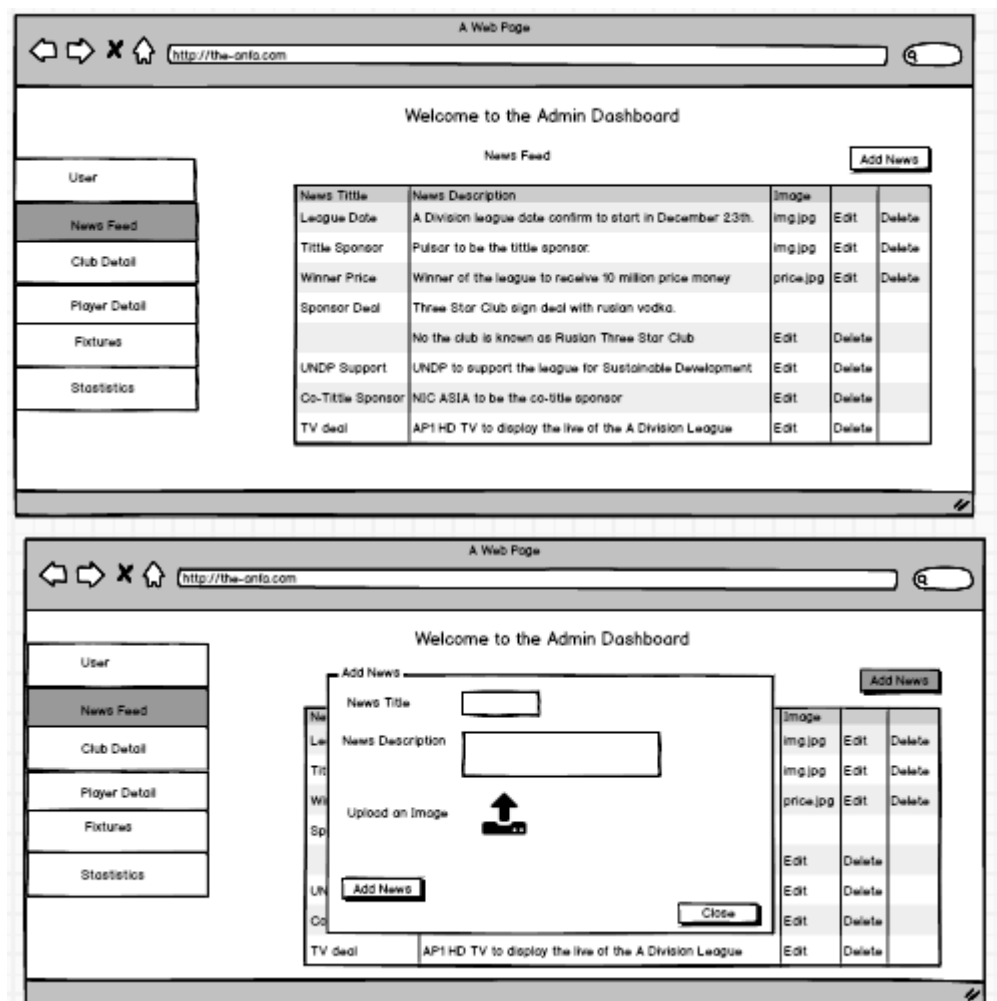 A Web Page
http://the-anfa.com
Welcome to the Admin Dashboard
News Feed
Add News
User
News Feed
Club Detail
Player Detail
Fixtures
Stastistics
News Tittle News Description Image
League Date A Division league date confirm to start in December 23th. img.jpg Edit Delete
Tittle Sponsor Pulsar to be the tittle sponsor. img.jpg Edit Delete
Winner Price Winner of the league to receive 10 million price money price.jpg Edit Delete
Sponsor Deal Three Star Club sign deal with rusian vodka.
No the club is known as Rusian Three Star Club Edit Delete
UNDP Support UNDP to support the league for Sustainable Development Edit Delete
Co-Tittle Sponsor NIC ASIA to be the co-title sponsor Edit Delete
TV deal AP1 HD TV to display the live of the A Division League Edit Delete
A Web Page
http://the-anfa.com
Welcome to the Admin Dashboard
Add News
User
News Feed
Club Detail
Player Detail
Fixtures
Stastistics
Add News
News Title
News Description
Upload an Image
Add News
Close
Ne Image
Le img.jpg Edit Delete
Tit img.jpg Edit Delete
Wi price.jpg Edit Delete
Sp
Edit Delete
UN Edit Delete
Co Edit Delete
TV deal AP1 HD TV to display the live of the A Division League Edit Delete